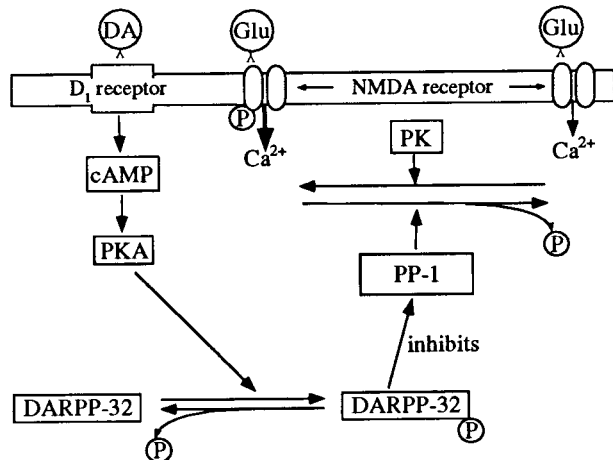 DA
Glu
Glu
D1 receptor
NMDA receptor
P
Ca2+
PK
Ca2+
cAMP
P
PKA
PP-1
inhibits
DARPP-32
DARPP-32
P
P